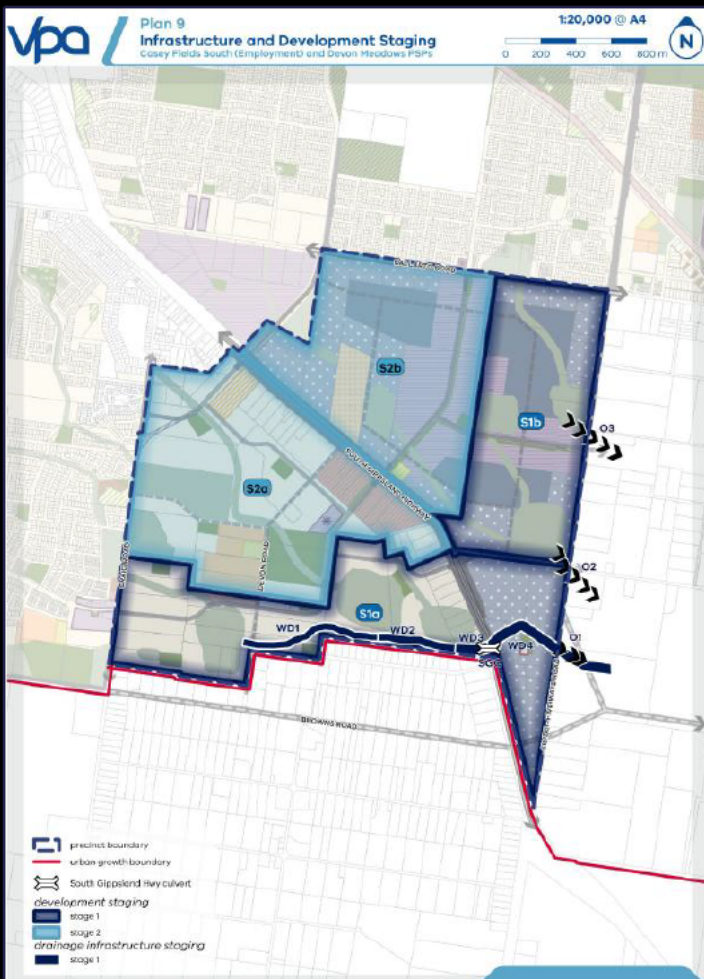 vpa
Plan 9
Infrastructure and Development Staging
Casey Fields South (Employment) and Devon Meadows PSPs
1:20,000 @ A4
0 200 400 600 800 m
N
BALLARTO ROAD
S2b
S1b
O3
SOUTH GIPPSLAND HIGHWAY
S2a
DEVON ROAD
O2
S1a
WD1
WD2
WD3
WD4
O1
BROWNS ROAD
precinct boundary
urban growth boundary
South Gippsland Hwy culvert
development staging
stage 1
stage 2
drainage infrastructure staging
stage 1